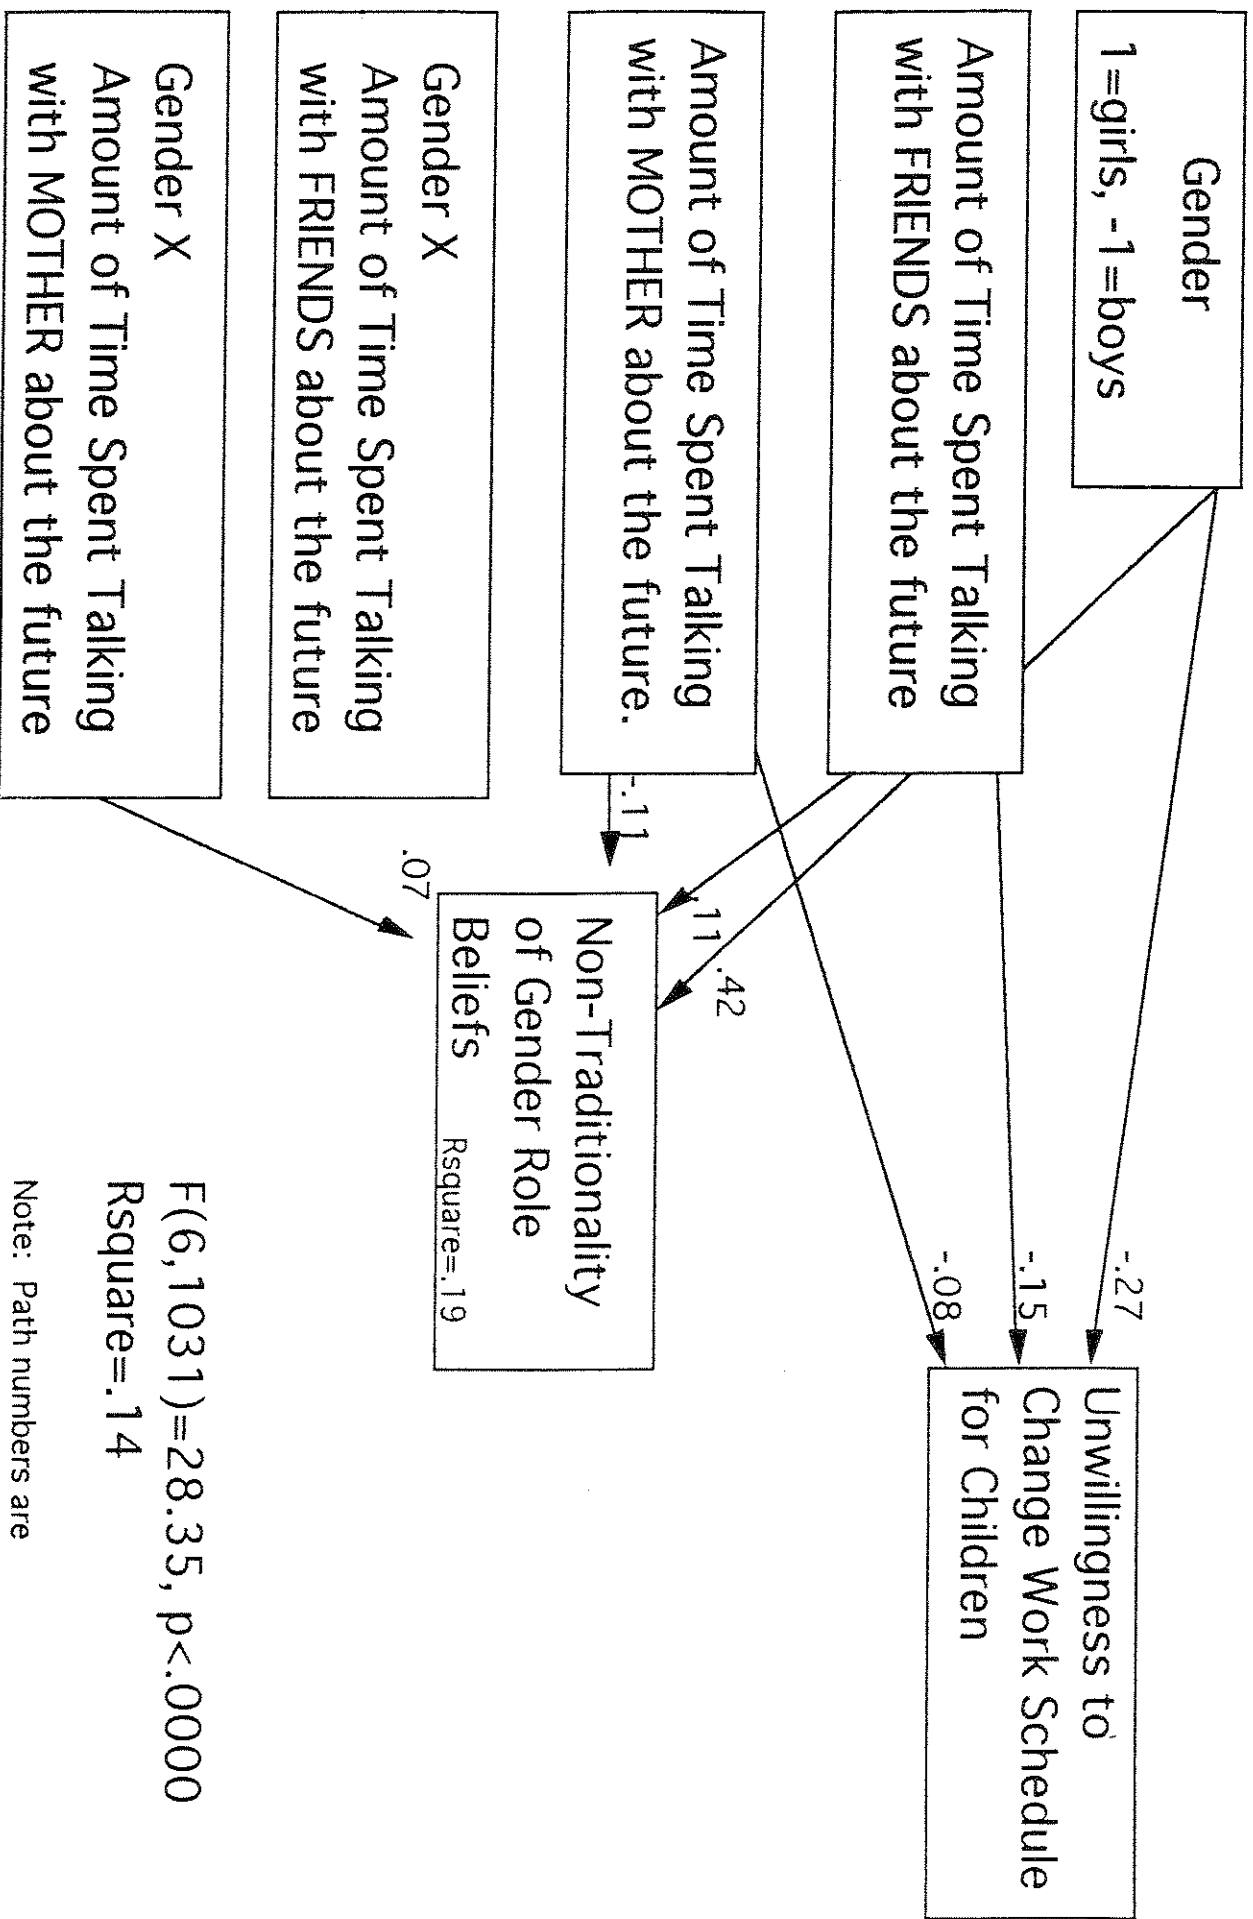 Gender
1=girls, -1=boys
Amount of Time Spent Talking
with FRIENDS about the future
Amount of Time Spent Talking
with MOTHER about the future.
Gender X
Amount of Time Spent Talking
with FRIENDS about the future
Gender X
Amount of Time Spent Talking
with MOTHER about the future
-.11
.07
.11
.42
Non-Traditionality
of Gender Role
Beliefs
Rsquare=.19
-.27
-.15
-.08
Unwillingness to
Change Work Schedule
for Children
F(6,1031)=28.35, p<.0000
Rsquare=.14
Note: Path numbers are